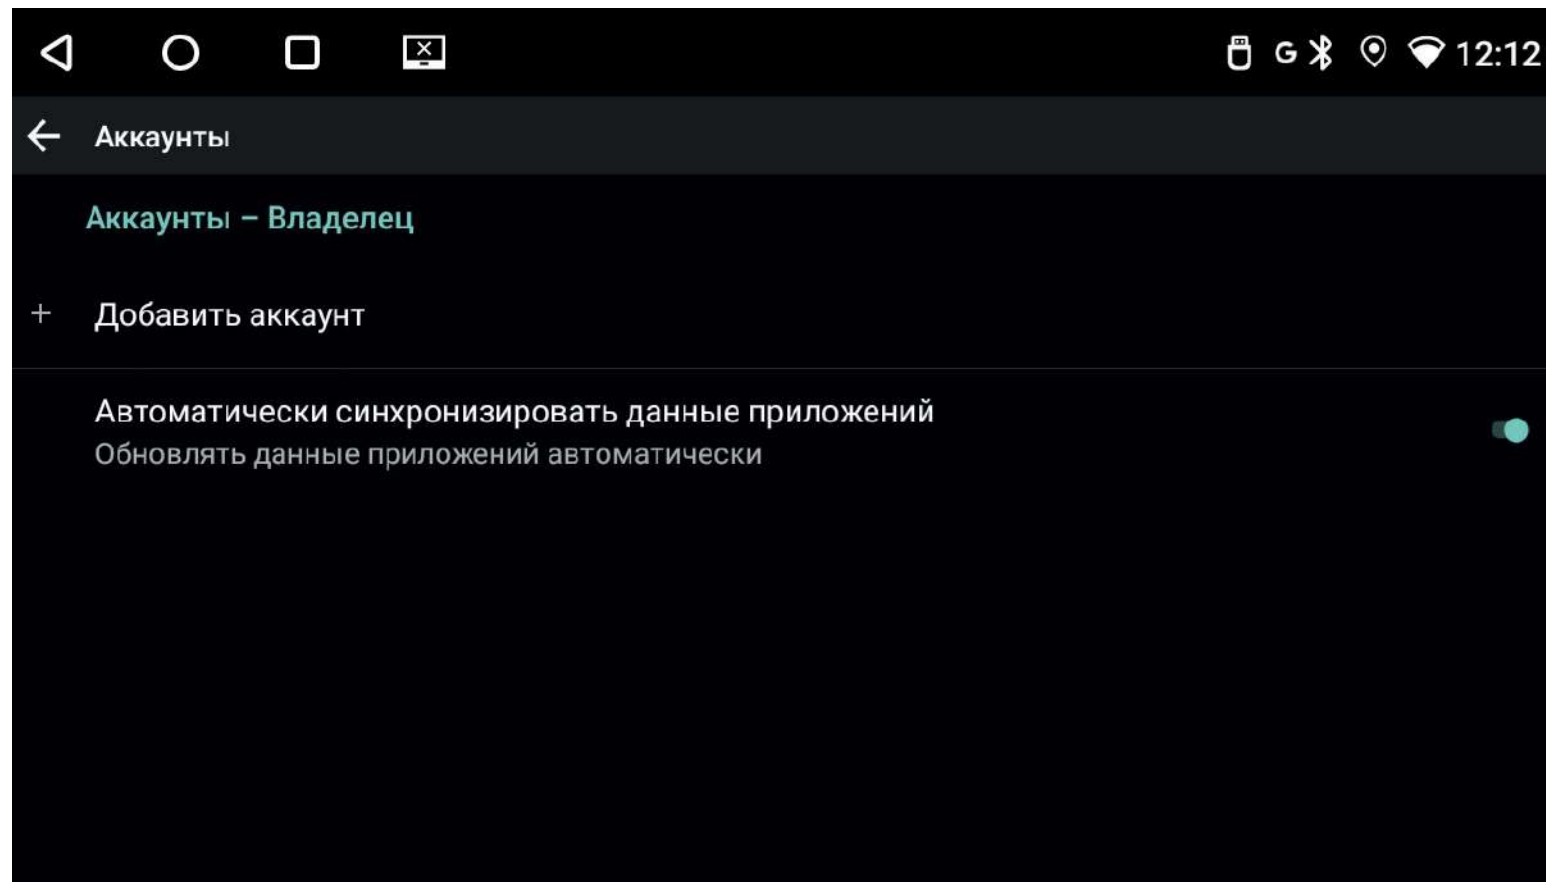 G 12:12
Аккаунты
Аккаунты – Владелец
+ Добавить аккаунт
Автоматически синхронизировать данные приложений
Обновлять данные приложений автоматически